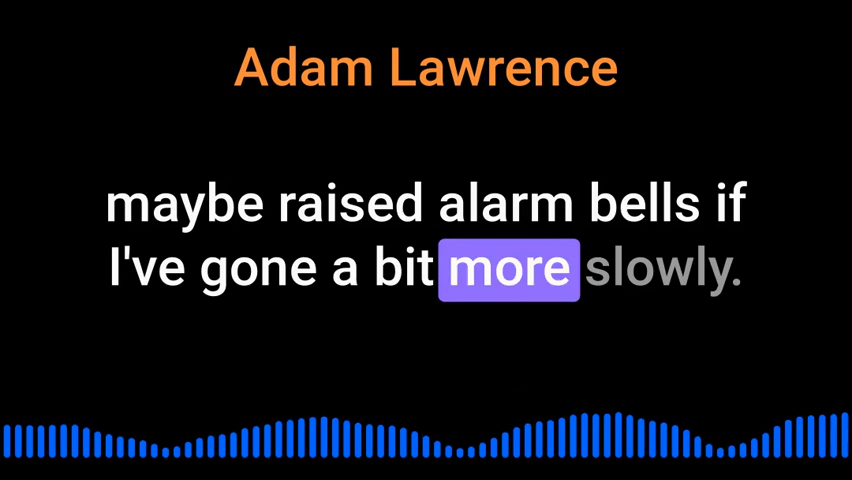 Adam Lawrence
maybe raised alarm bells if
I've gone a bit more slowly.